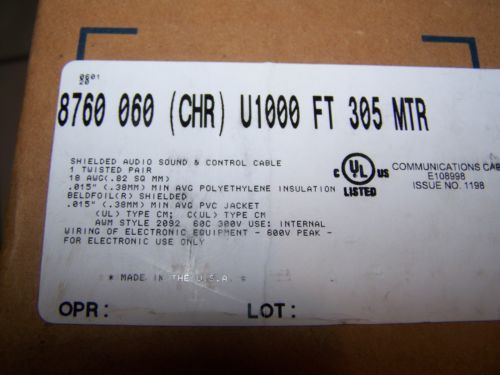 0601
20
8760 060 (CHR) U1000 FT 305 MTR
SHIELDED AUDIO SOUND & CONTROL CABLE
1 TWISTED PAIR
18 AWG(.82 SQ MM)
.015" (.38MM) MIN AVG POLYETHYLENE INSULATION
BELDFOIL(R) SHIELDED
.015" (.38MM) MIN AVG PVC JACKET
(UL) TYPE CM; C(UL) TYPE CM
AWM STYLE 2092 60C 300V USE: INTERNAL
WIRING OF ELECTRONIC EQUIPMENT - 600V PEAK -
FOR ELECTRONIC USE ONLY
C UL US
LISTED
COMMUNICATIONS CAB
E108998
ISSUE NO. 1198
* MADE IN THE U.S.A. *
OPR: LOT: